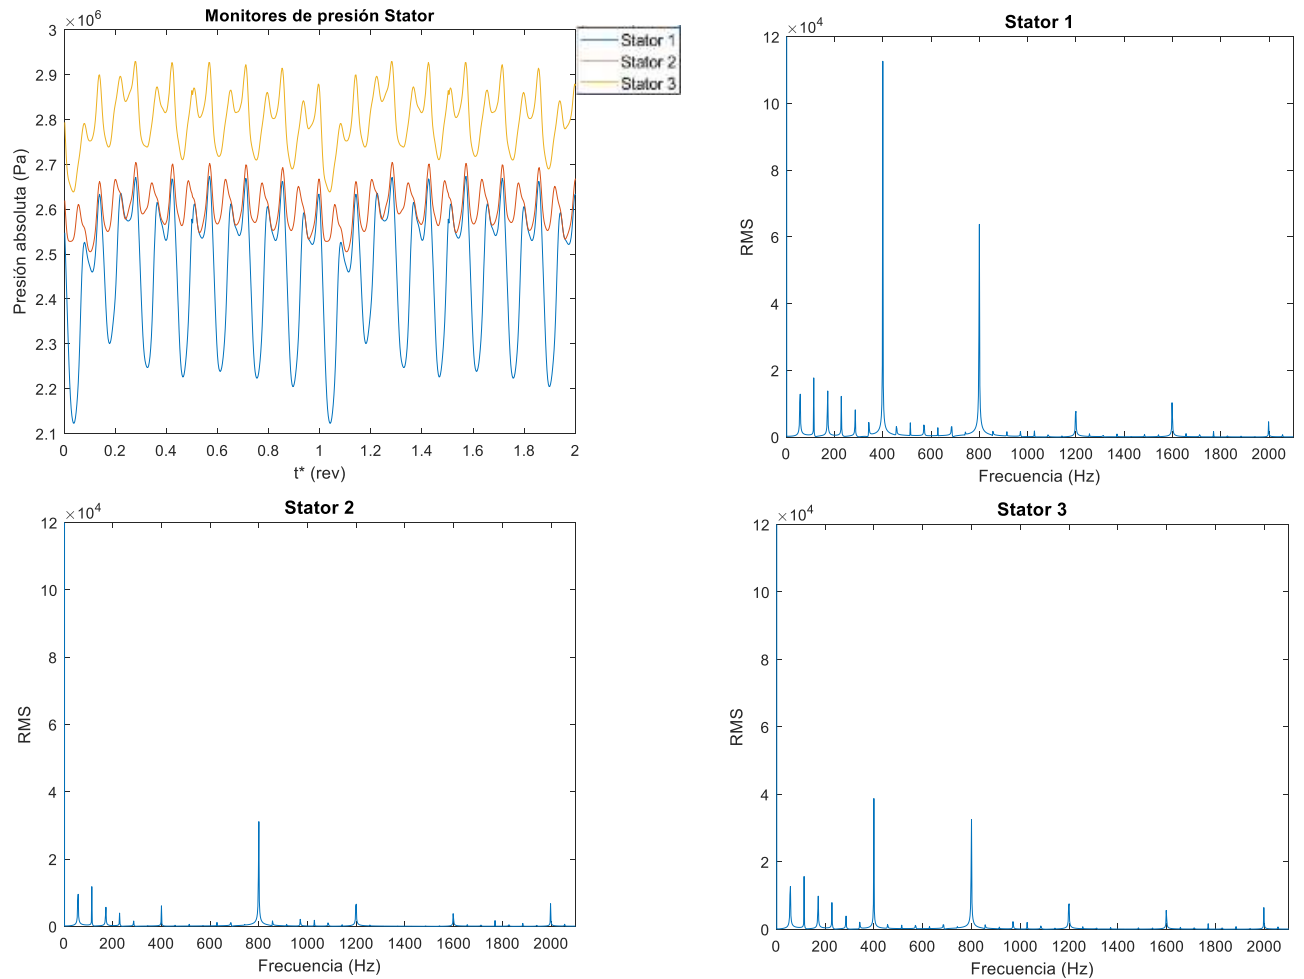 Monitores de presión Stator
×10^6
3
2.9
2.8
2.7
2.6
2.5
2.4
2.3
2.2
2.1
Presión absoluta (Pa)
0 0.2 0.4 0.6 0.8 1 1.2 1.4 1.6 1.8 2
t* (rev)
Stator 1
Stator 2
Stator 3
Stator 1
×10^4
12
10
8
6
4
2
0
RMS
0 200 400 600 800 1000 1200 1400 1600 1800 2000
Frecuencia (Hz)
Stator 2
×10^4
12
10
8
6
4
2
0
RMS
0 200 400 600 800 1000 1200 1400 1600 1800 2000
Frecuencia (Hz)
Stator 3
×10^4
12
10
8
6
4
2
0
RMS
0 200 400 600 800 1000 1200 1400 1600 1800 2000
Frecuencia (Hz)